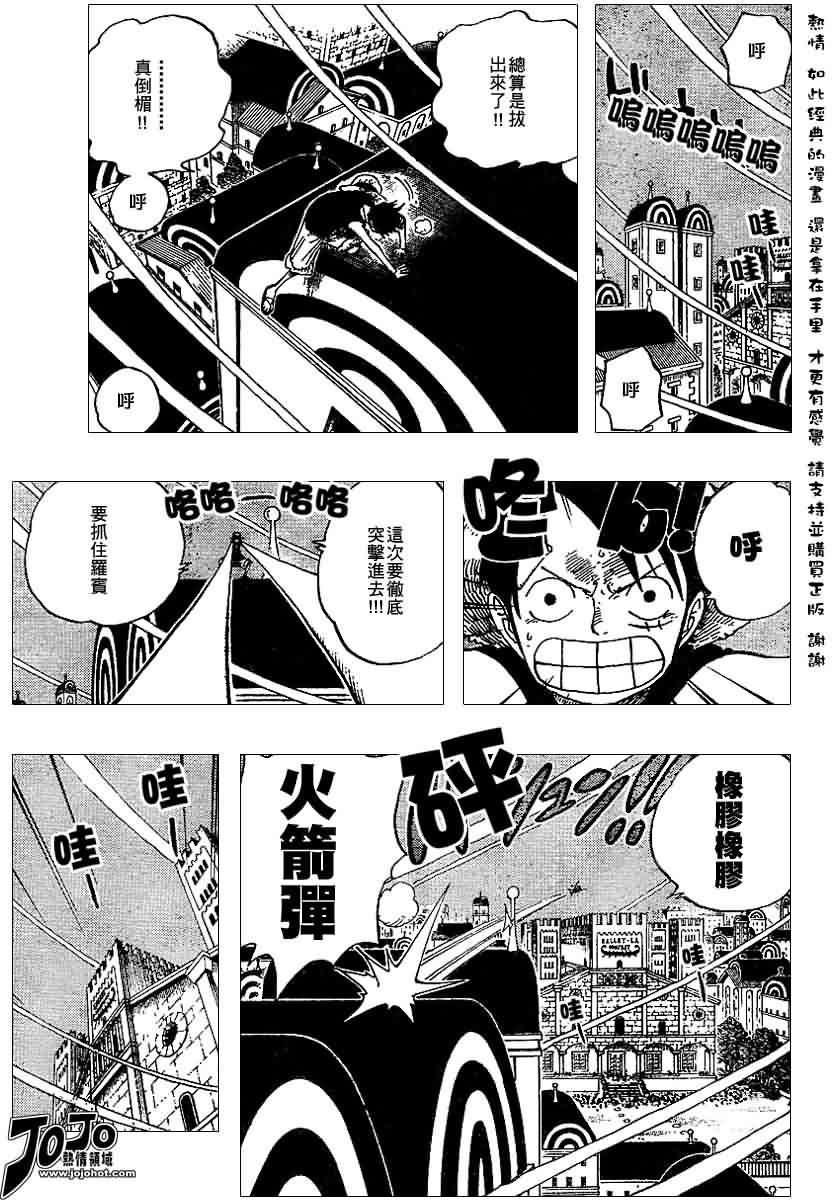 熱情 如此經典的漫畫 還是拿在手里 才更有感覺 請支持並購買正版 謝謝
呼
嗚嗚嗚嗚嗚
哇
哇
呼
總算是拔
出來了!!
…………
真倒楣!!
呼
呼
呼
咚
這次要徹底
突擊進去!!!
咯咯—咯咯
要抓住羅賓
橡膠橡膠
砰
火箭彈
哇
哇
哇
哇
JOJO
熱情領域
www.jojohot.com